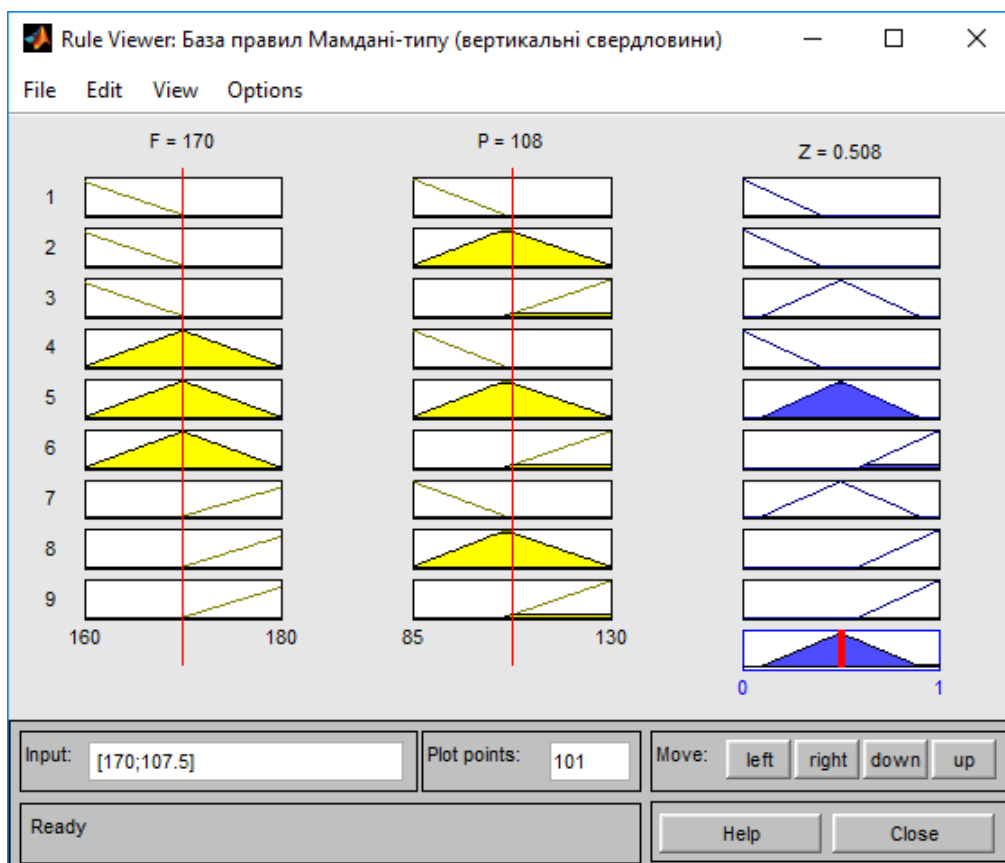 Rule Viewer: База правил Мамдані-типу (вертикальні свердловини)
File Edit View Options
F = 170 P = 108 Z = 0.508
1
2
3
4
5
6
7
8
9
160 180 85 130
0 1
Input: [170;107.5] Plot points: 101 Move: left right down up
Ready Help Close